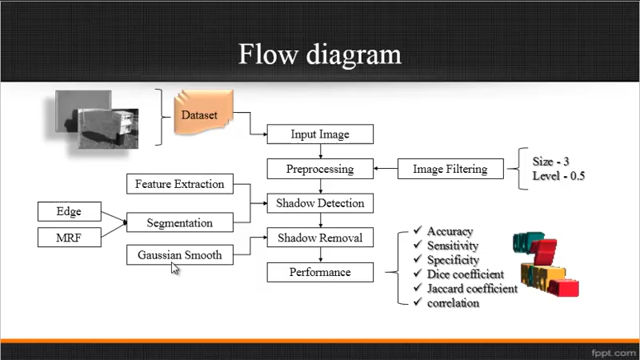 Flow diagram
Dataset
Input Image
Preprocessing
Image Filtering
Size - 3
Level - 0.5
Feature Extraction
Shadow Detection
Edge
Segmentation
MRF
Shadow Removal
Gaussian Smooth
Performance
Accuracy
Sensitivity
Specificity
Dice coefficient
Jaccard coefficient
correlation
fppt.com